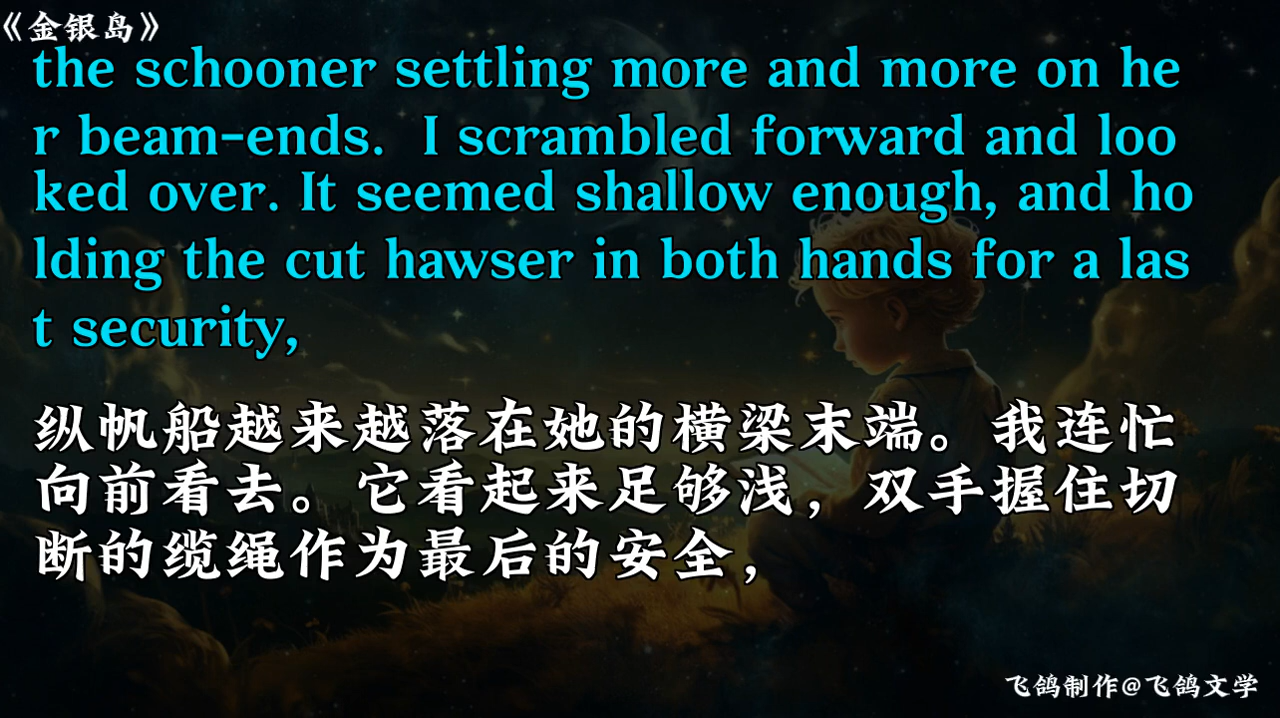 《金银岛》
the schooner settling more and more on he
r beam-ends.  I scrambled forward and loo
ked over. It seemed shallow enough, and ho
lding the cut hawser in both hands for a las
t security,
纵帆船越来越落在她的横梁末端。我连忙
向前看去。它看起来足够浅，双手握住切
断的缆绳作为最后的安全，
飞鸽制作@飞鸽文学